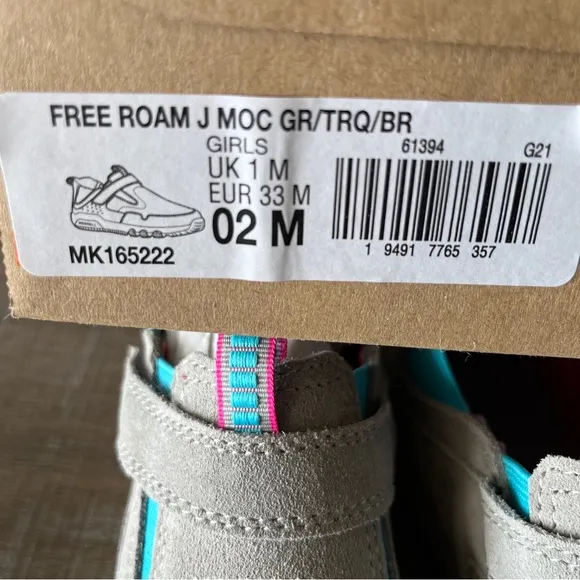 FREE ROAM J MOC GR/TRQ/BR
GIRLS
UK 1 M
EUR 33 M
02 M
MK165222
61394 G21
1 9491 7765 357